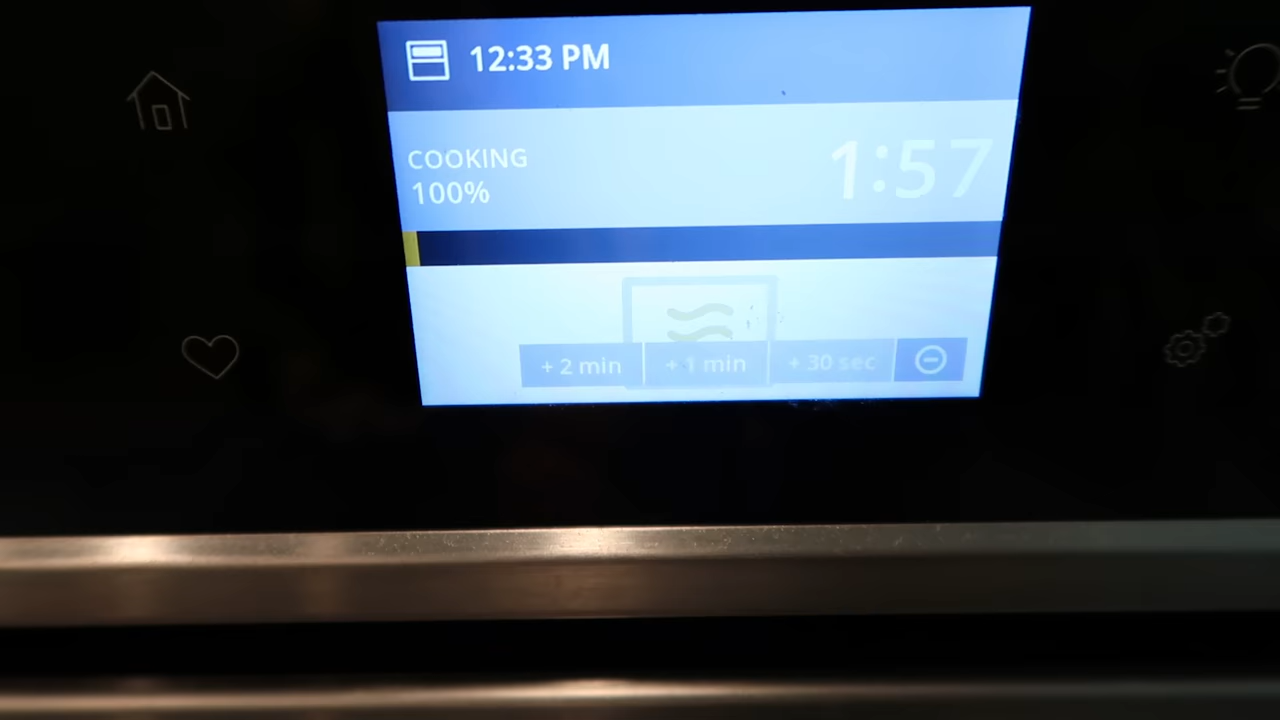 12:33 PM
COOKING
100%
1:57
+ 2 min
+ 1 min
+ 30 sec